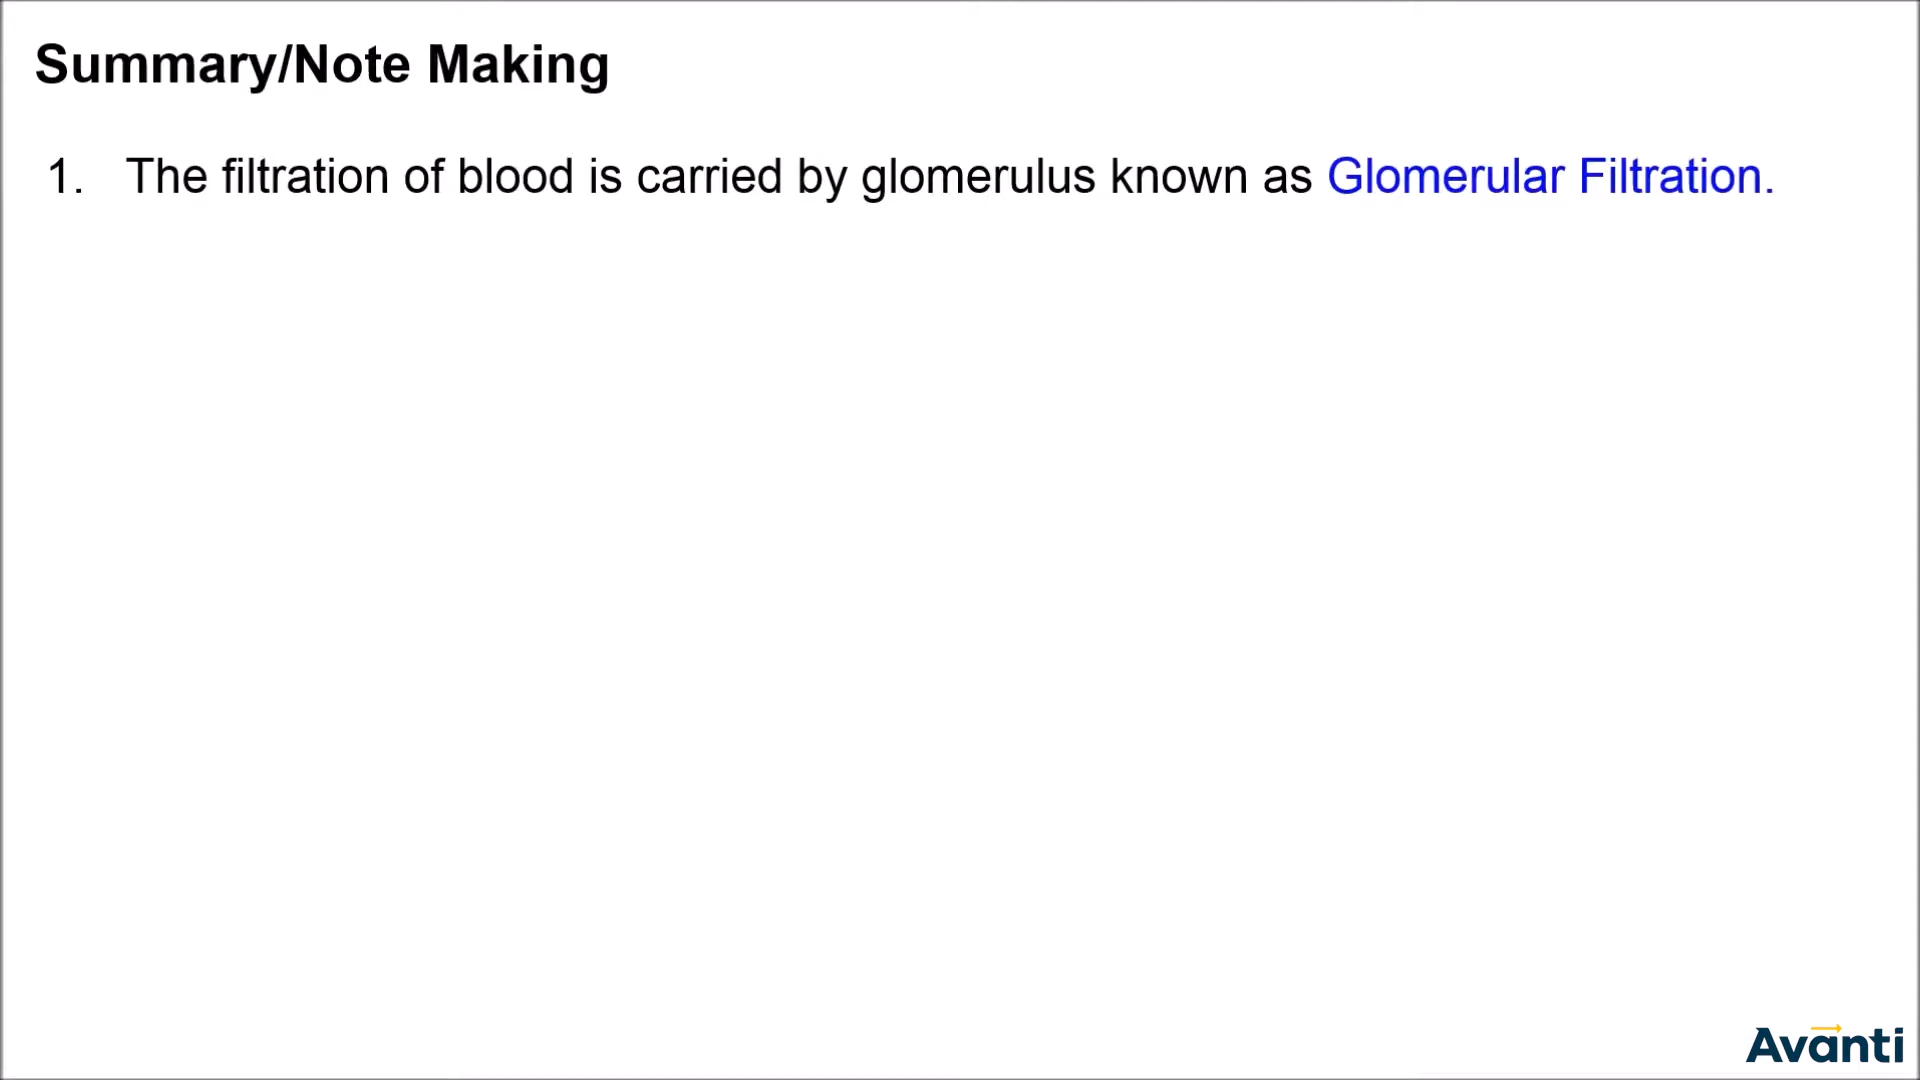 Summary/Note Making
1. The filtration of blood is carried by glomerulus known as Glomerular Filtration.
Avanti